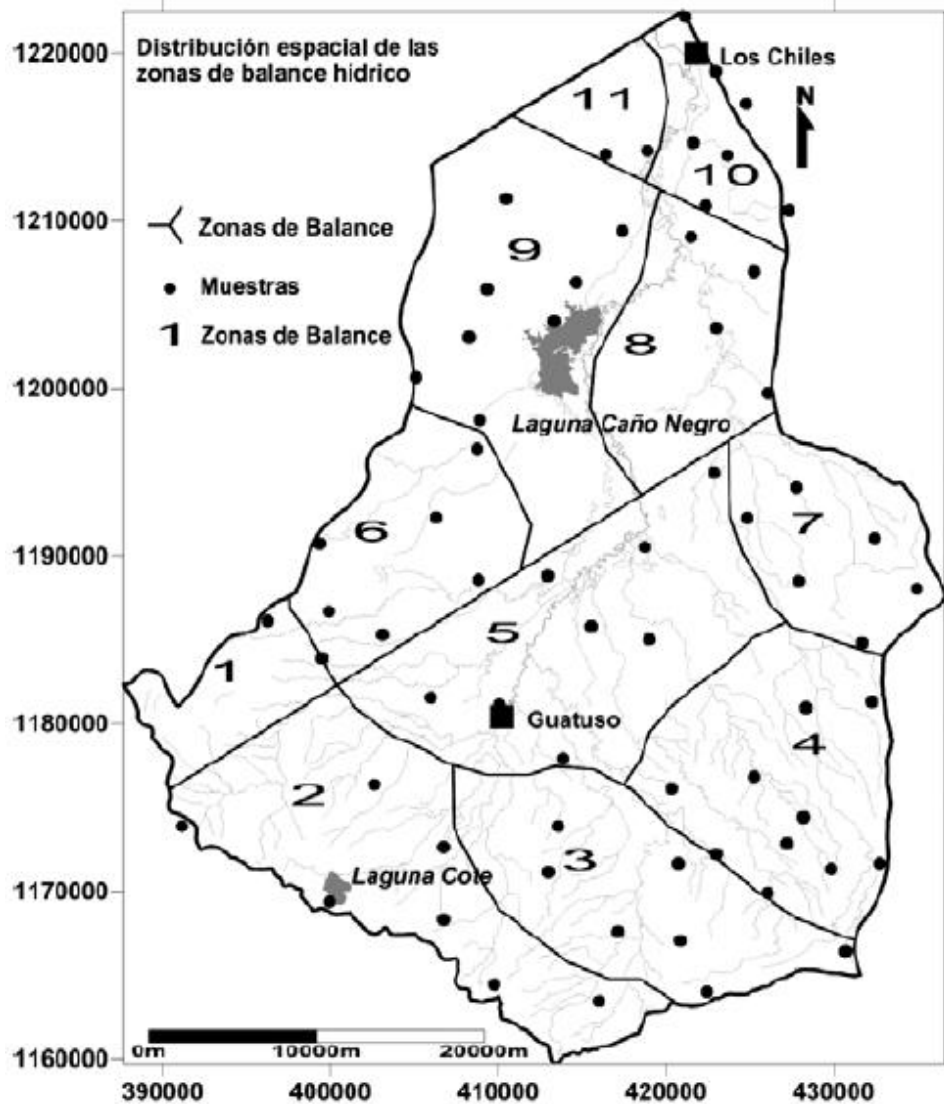 1220000
Distribución espacial de las
zonas de balance hídrico
Los Chiles
N
11
10
1210000
Zonas de Balance
9
Muestras
1 Zonas de Balance
8
1200000
Laguna Caño Negro
6
7
1190000
5
1
1180000
Guatuso
4
2
3
Laguna Cote
1170000
0m 10000m 20000m
1160000
390000 400000 410000 420000 430000